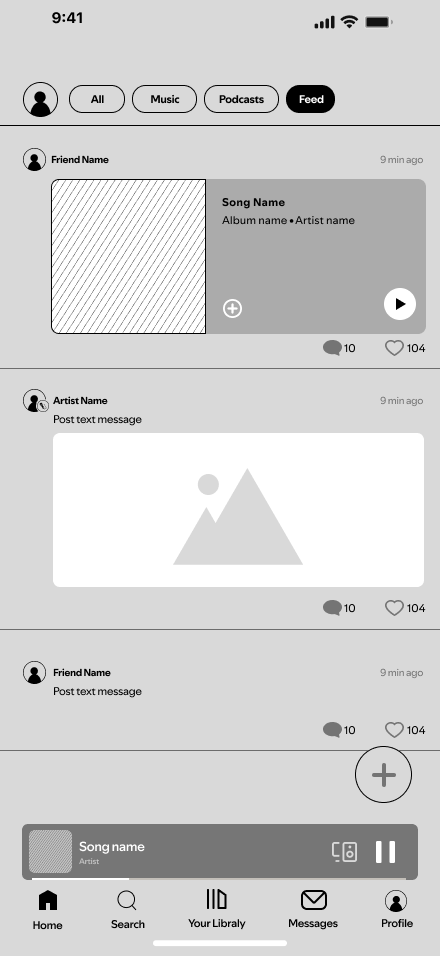 9:41
All Music Podcasts Feed
Friend Name 9 min ago
Song Name
Album name • Artist name
10 104
Artist Name 9 min ago
Post text message
10 104
Friend Name 9 min ago
Post text message
10 104
Song name
Artist
Home Search Your Libraly Messages Profile